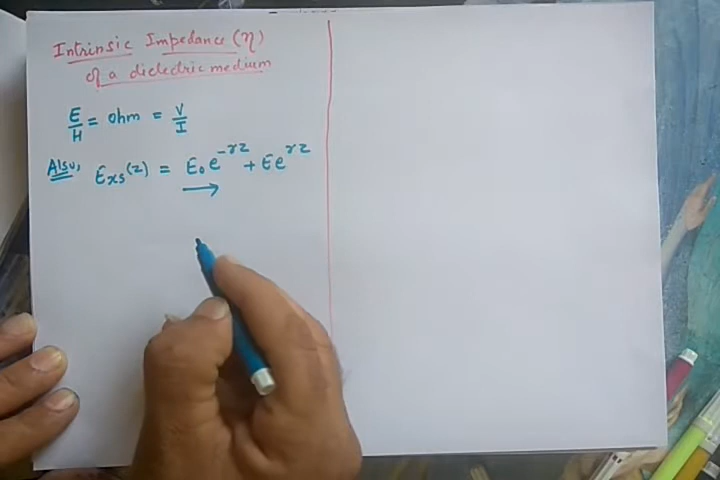 Intrinsic Impedance (η)
of a dielectric medium
E/H = ohm = V/I
Also, Exs(z) = E₀e^-γz + Ee^γz